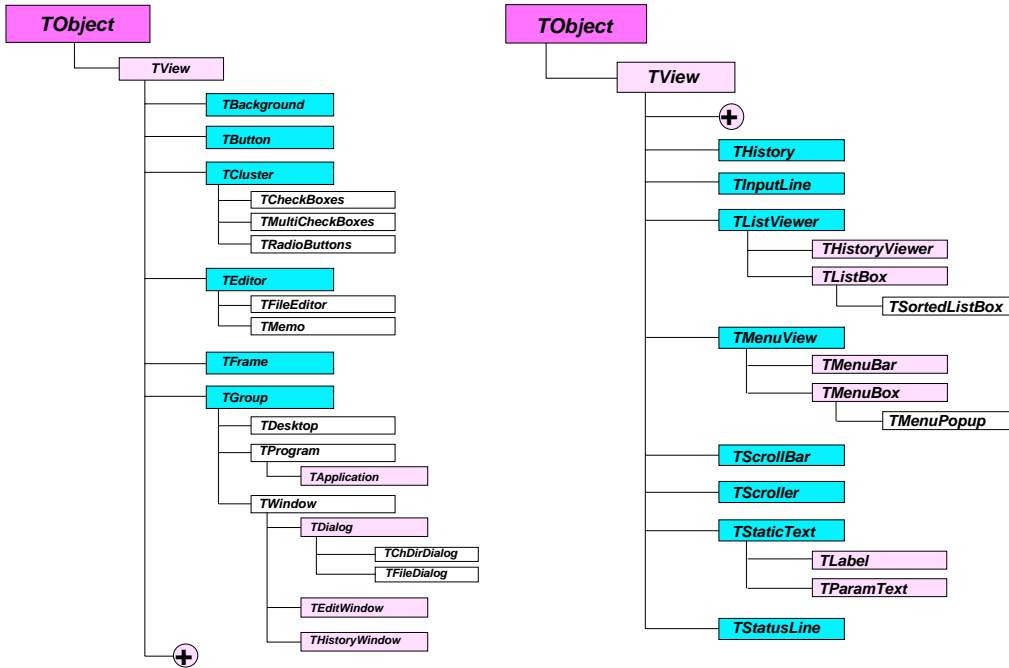 TObject
TView
TBackground
TButton
TCluster
TCheckBoxes
TMultiCheckBoxes
TRadioButtons
TEditor
TFileEditor
TMemo
TFrame
TGroup
TDesktop
TProgram
TApplication
TWindow
TDialog
TChDirDialog
TFileDialog
TEditWindow
THistoryWindow
+
TObject
TView
+
THistory
TInputLine
TListViewer
THistoryViewer
TListBox
TSortedListBox
TMenuView
TMenuBar
TMenuBox
TMenuPopup
TScrollBar
TScroller
TStaticText
TLabel
TParamText
TStatusLine